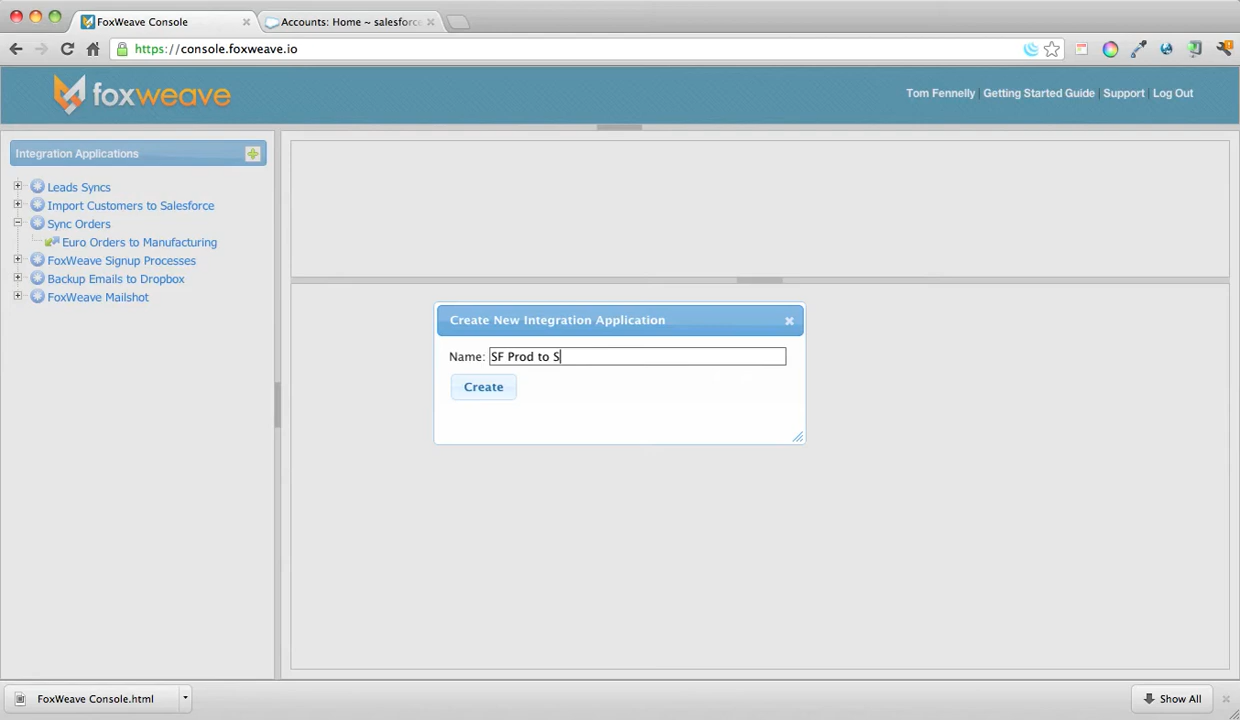 FoxWeave Console
Accounts: Home ~ salesforce
https://console.foxweave.io
foxweave
Tom Fennelly | Getting Started Guide | Support | Log Out
Integration Applications
Leads Syncs
Import Customers to Salesforce
Sync Orders
Euro Orders to Manufacturing
FoxWeave Signup Processes
Backup Emails to Dropbox
FoxWeave Mailshot
Create New Integration Application
Name: SF Prod to S
Create
FoxWeave Console.html
Show All